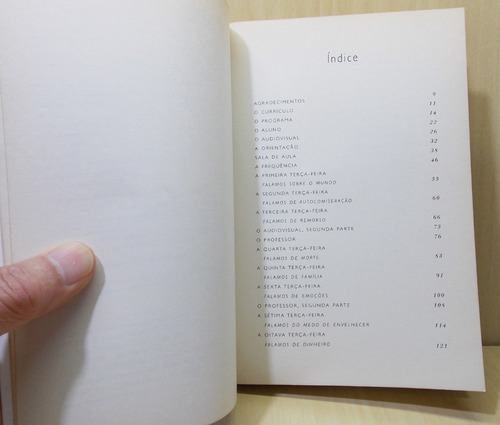 Índice
AGRADECIMENTOS 9
O CURRÍCULO 11
O PROGRAMA 14
O ALUNO 22
O AUDIOVISUAL 26
A ORIENTAÇÃO 32
SALA DE AULA 38
A FREQÜÊNCIA 46
A PRIMEIRA TERÇA-FEIRA
FALAMOS SOBRE O MUNDO 53
A SEGUNDA TERÇA-FEIRA
FALAMOS DE AUTOCOMISERAÇÃO 60
A TERCEIRA TERÇA-FEIRA
FALAMOS DE REMORSO 66
O AUDIOVISUAL, SEGUNDA PARTE 73
O PROFESSOR 76
A QUARTA TERÇA-FEIRA
FALAMOS DE MORTE 83
A QUINTA TERÇA-FEIRA
FALAMOS DE FAMÍLIA 91
A SEXTA TERÇA-FEIRA
FALAMOS DE EMOÇÕES 100
O PROFESSOR, SEGUNDA PARTE 108
A SÉTIMA TERÇA-FEIRA
FALAMOS DO MEDO DE ENVELHECER 114
A OITAVA TERÇA-FEIRA
FALAMOS DE DINHEIRO 121